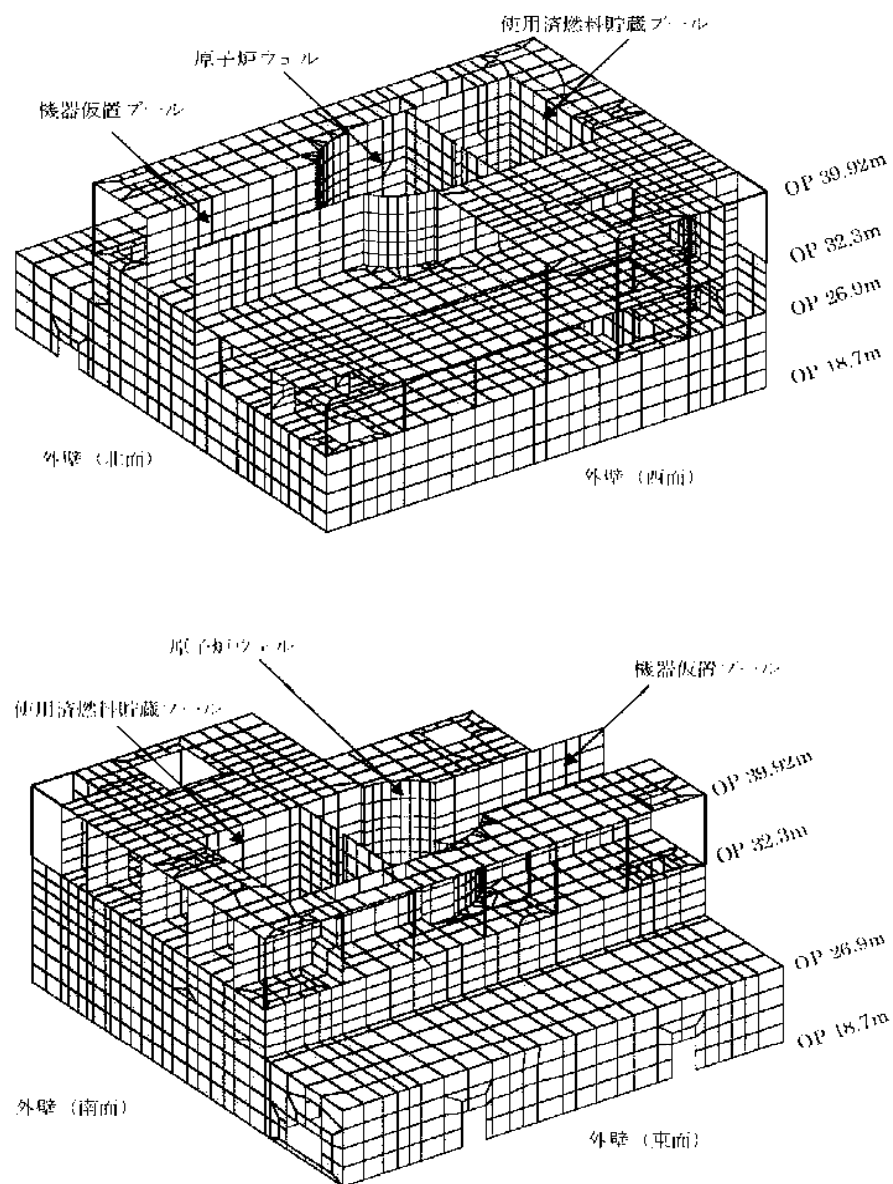 使用済燃料貯蔵プール
原子炉ウェル
機器仮置プール
OP 39.92m
OP 32.3m
OP 26.9m
OP 18.7m
外壁（北面）
外壁（西面）
原子炉ウェル
機器仮置プール
使用済燃料貯蔵プール
OP 39.92m
OP 32.3m
OP 26.9m
OP 18.7m
外壁（南面）
外壁（東面）